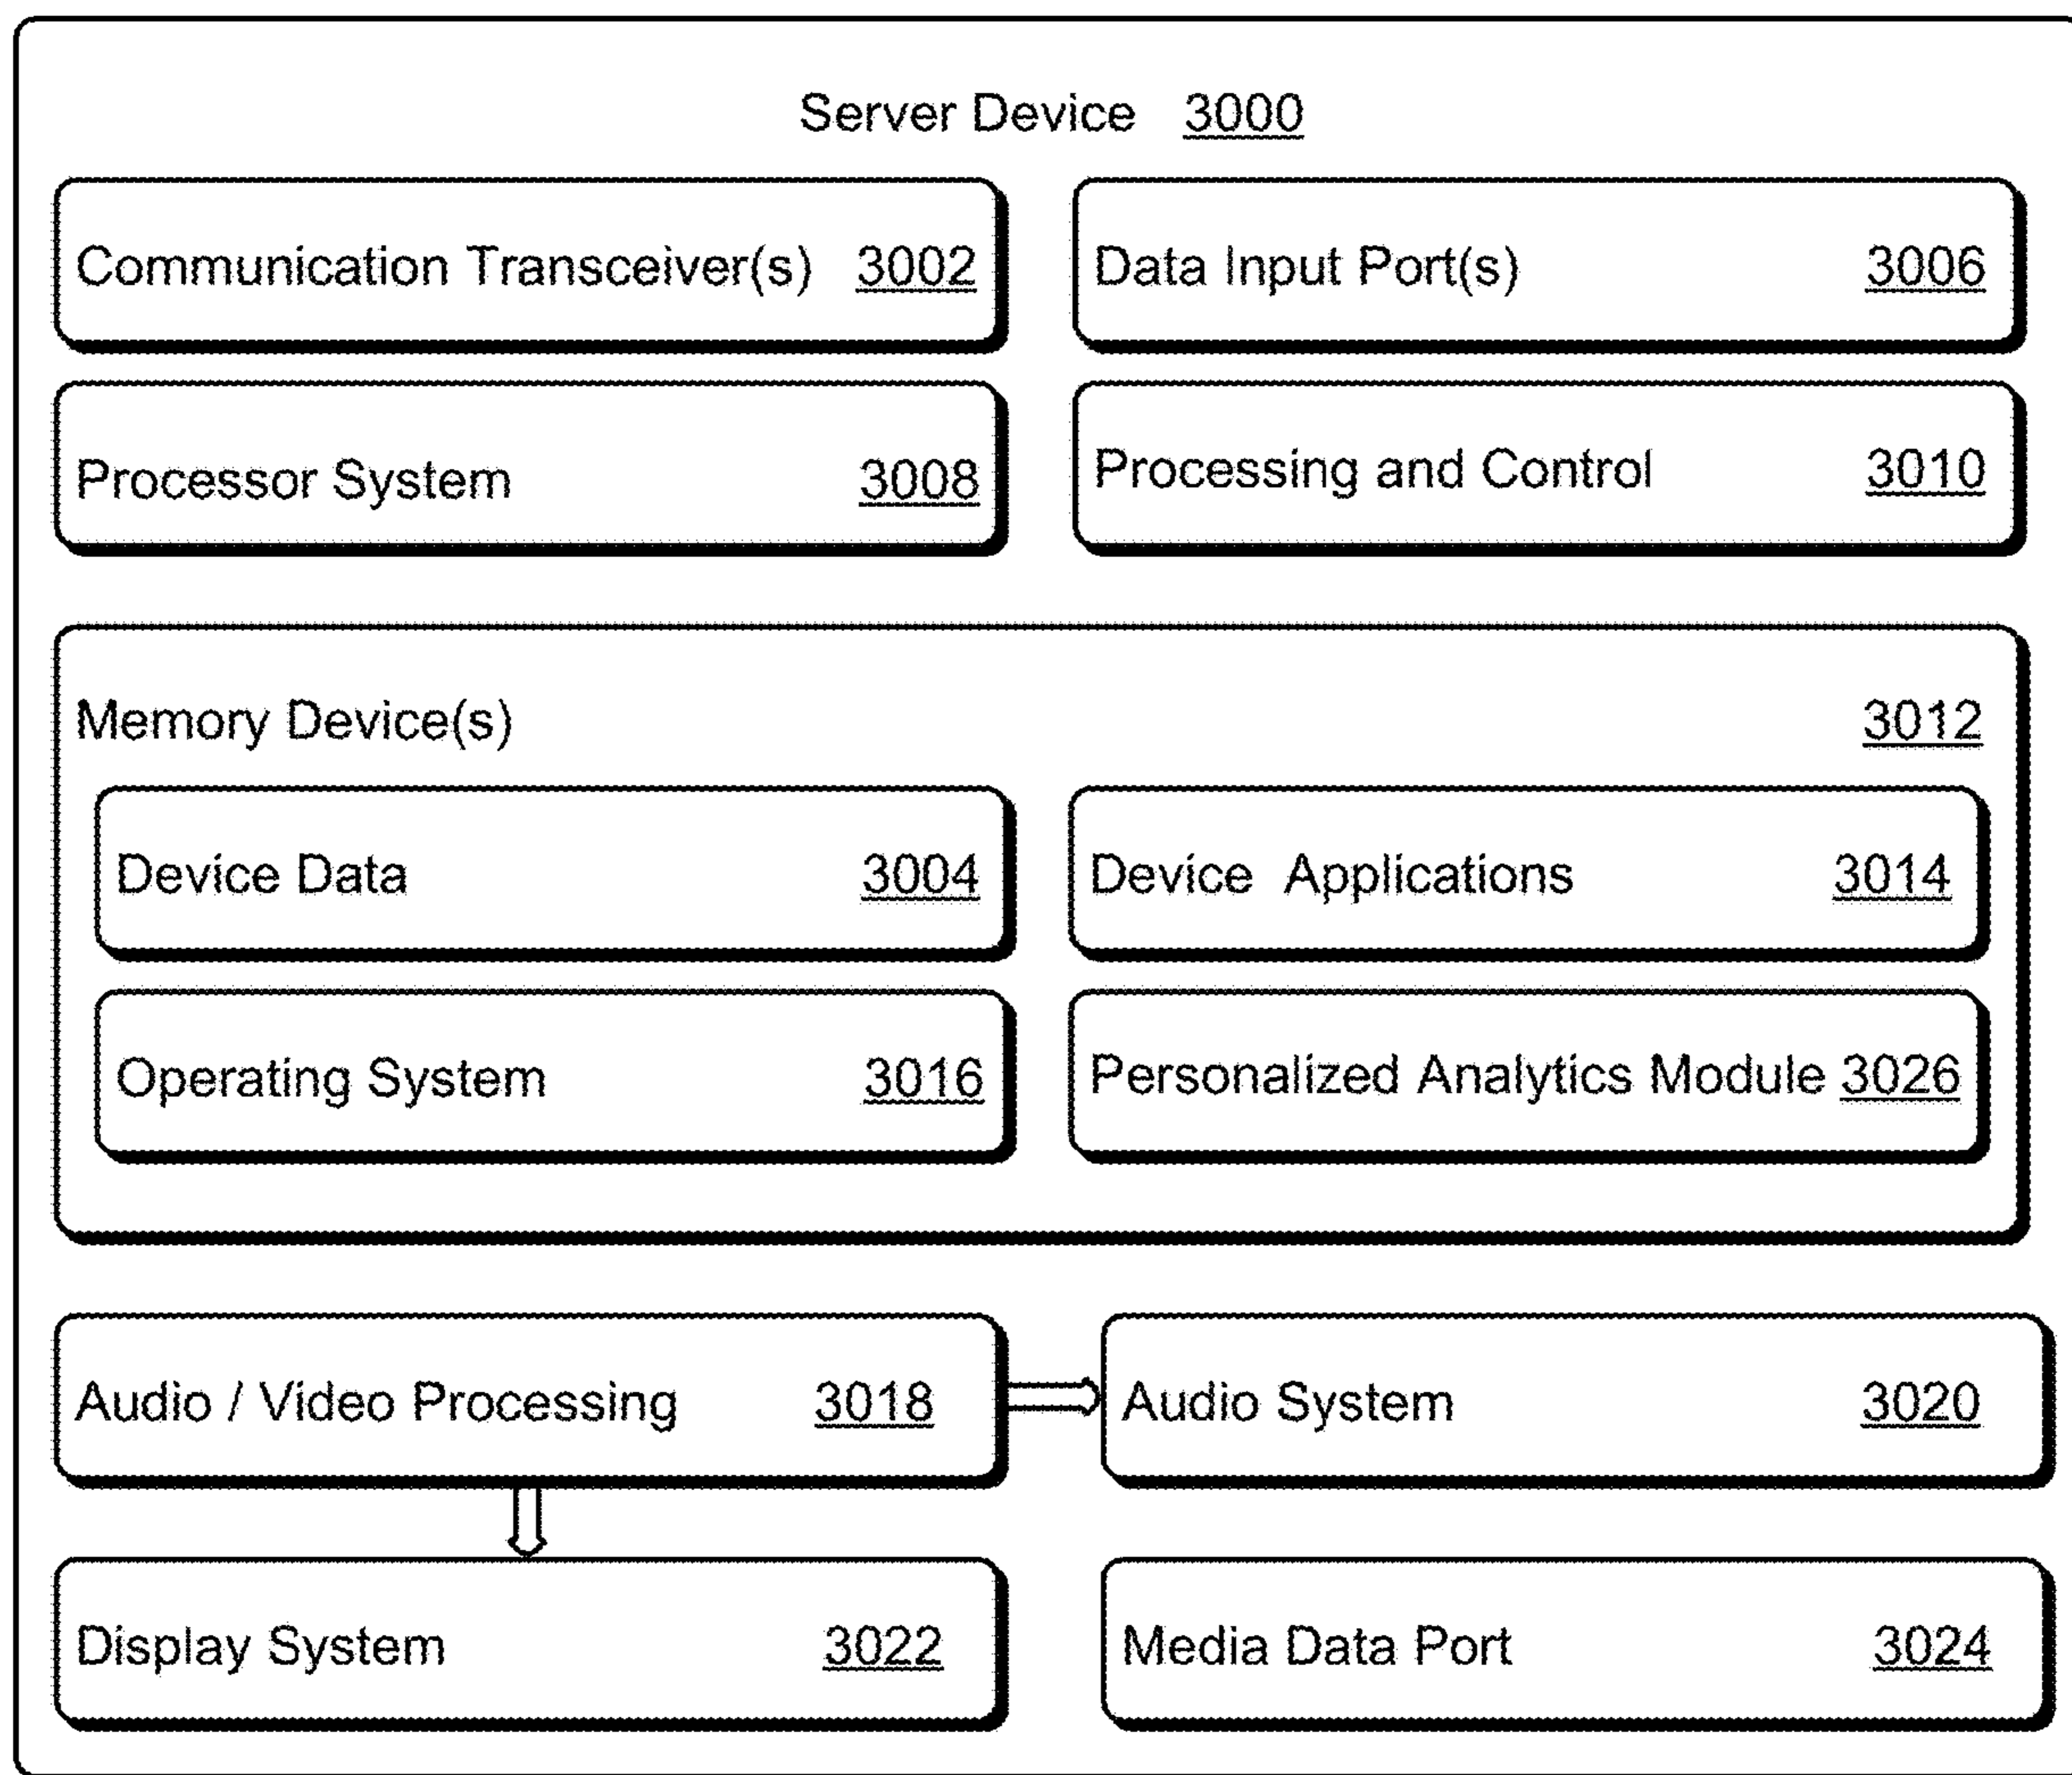 Server Device 3000
Communication Transceiver(s) 3002
Data Input Port(s) 3006
Processor System 3008
Processing and Control 3010
Memory Device(s) 3012
Device Data 3004
Device Applications 3014
Operating System 3016
Personalized Analytics Module 3026
Audio / Video Processing 3018
Audio System 3020
Display System 3022
Media Data Port 3024